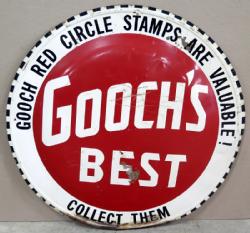 GOOCH RED CIRCLE STAMPS ARE VALUABLE!
GOOCH'S
BEST
COLLECT THEM